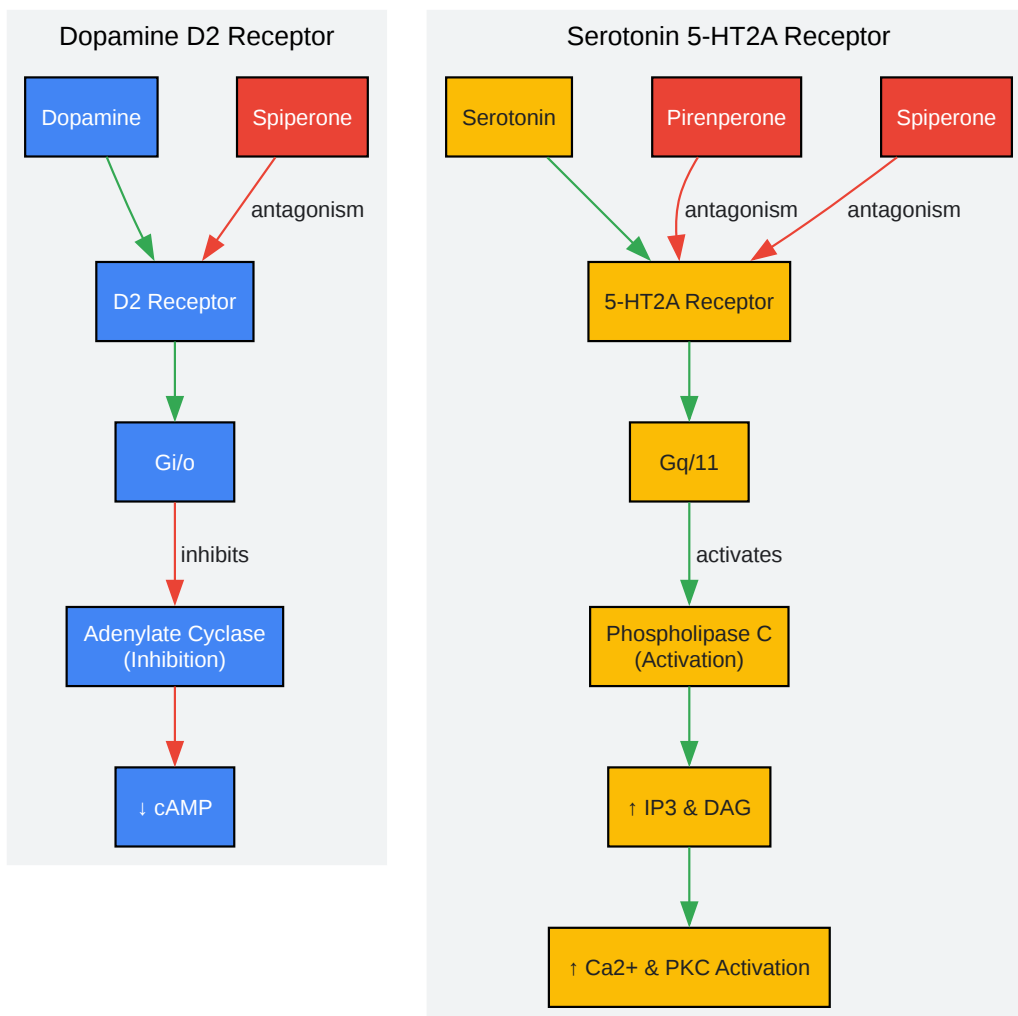 Dopamine D2 Receptor
Dopamine
Spiperone
antagonism
D2 Receptor
Gi/o
inhibits
Adenylate Cyclase
(Inhibition)
↓ cAMP
Serotonin 5-HT2A Receptor
Serotonin
Pirenperone
Spiperone
antagonism
antagonism
5-HT2A Receptor
Gq/11
activates
Phospholipase C
(Activation)
↑ IP3 & DAG
↑ Ca2+ & PKC Activation